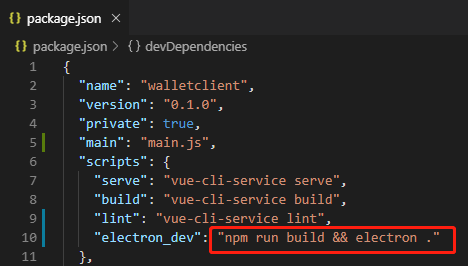 {} package.json ×
{} package.json > {} devDependencies
1 {
2 "name": "walletclient",
3 "version": "0.1.0",
4 "private": true,
5 "main": "main.js",
6 "scripts": {
7 "serve": "vue-cli-service serve",
8 "build": "vue-cli-service build",
9 "lint": "vue-cli-service lint",
10 "electron_dev": "npm run build && electron ."
11 },